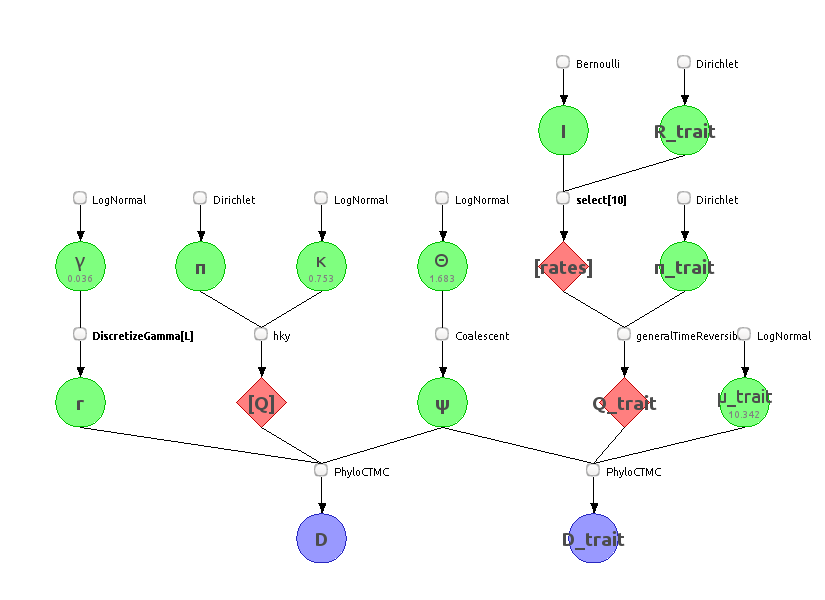 Bernoulli
Dirichlet
I
R_trait
LogNormal
Dirichlet
LogNormal
LogNormal
select[10]
Dirichlet
γ
0.036
π
κ
0.753
Θ
1.683
[rates]
π_trait
DiscretizeGamma[L]
hky
Coalescent
generalTimeReversib
LogNormal
r
[Q]
ψ
Q_trait
μ_trait
10.342
PhyloCTMC
PhyloCTMC
D
D_trait